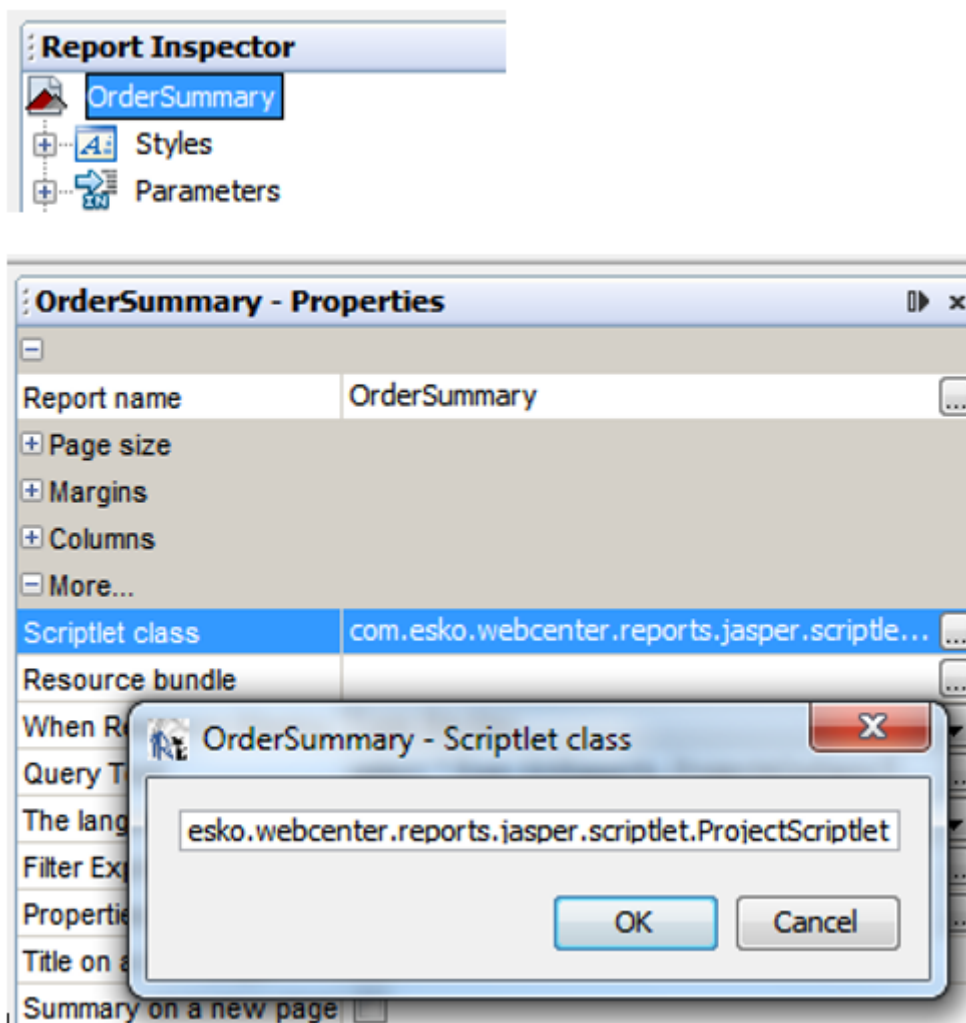 Report Inspector
OrderSummary
Styles
Parameters
OrderSummary - Properties
Report name OrderSummary
Page size
Margins
Columns
More...
Scriptlet class com.esko.webcenter.reports.jasper.scriptle...
Resource bundle
When
OrderSummary - Scriptlet class
Query
The lang
esko.webcenter.reports.jasper.scriptlet.ProjectScriptlet
Filter
OK Cancel
Title on
Summary on a new page